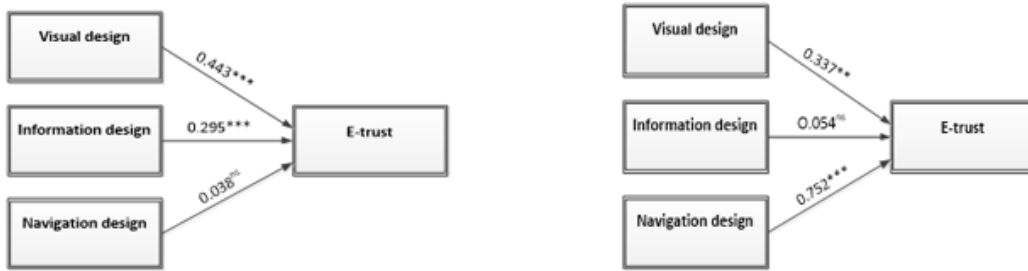 Visual design
0.443***
Information design
0.295***
E-trust
Navigation design
0.038ns
Visual design
0.337**
Information design
0.054ns
E-trust
Navigation design
0.752***